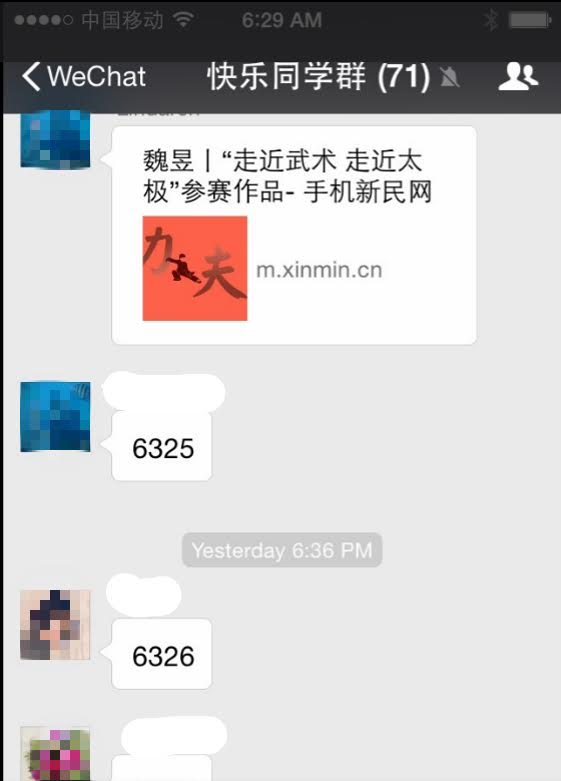 中国移动 6:29 AM
WeChat 快乐同学群 (71)
魏昱丨“走近武术 走近太
极”参赛作品- 手机新民网
功夫
m.xinmin.cn
6325
Yesterday 6:36 PM
6326